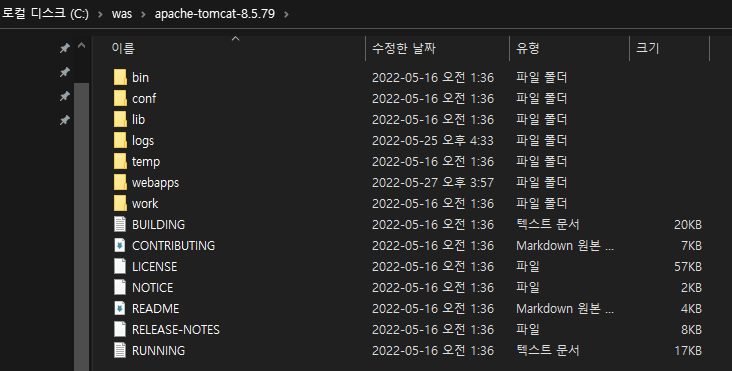 로컬 디스크 (C:) > was > apache-tomcat-8.5.79 >
이름 수정한 날짜 유형 크기
bin 2022-05-16 오전 1:36 파일 폴더
conf 2022-05-16 오전 1:36 파일 폴더
lib 2022-05-16 오전 1:36 파일 폴더
logs 2022-05-25 오후 4:33 파일 폴더
temp 2022-05-16 오전 1:36 파일 폴더
webapps 2022-05-27 오후 3:57 파일 폴더
work 2022-05-16 오전 1:36 파일 폴더
BUILDING 2022-05-16 오전 1:36 텍스트 문서 20KB
CONTRIBUTING 2022-05-16 오전 1:36 Markdown 원본 ... 7KB
LICENSE 2022-05-16 오전 1:36 파일 57KB
NOTICE 2022-05-16 오전 1:36 파일 2KB
README 2022-05-16 오전 1:36 Markdown 원본 ... 4KB
RELEASE-NOTES 2022-05-16 오전 1:36 파일 8KB
RUNNING 2022-05-16 오전 1:36 텍스트 문서 17KB